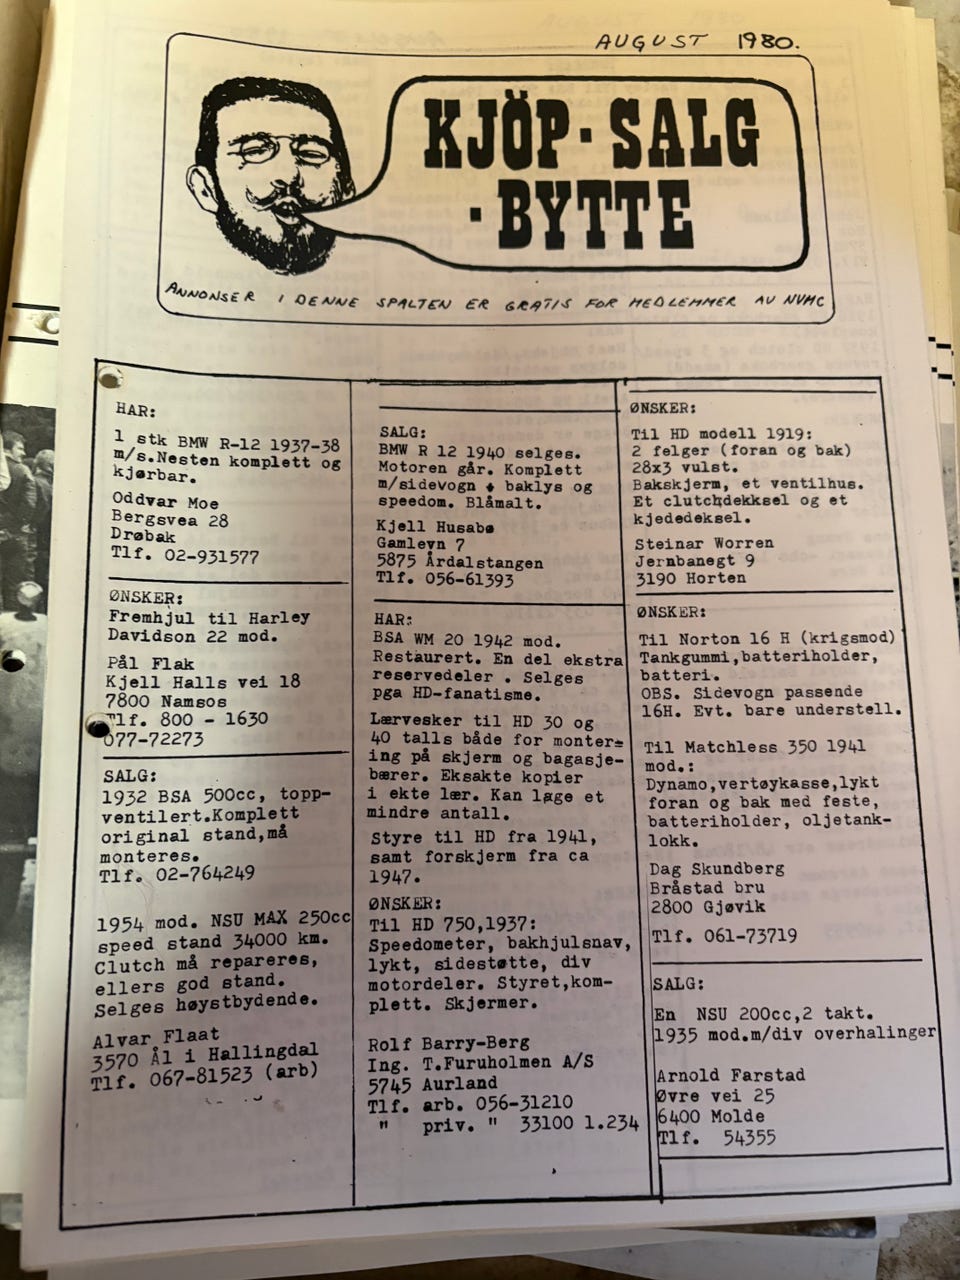 AUGUST 1980.
KJÖP · SALG
· BYTTE
ANNONSER I DENNE SPALTEN ER GRATIS FOR MEDLEMMER AV NVMC
HAR:
1 stk BMW R-12 1937-38
m/s.Nesten komplett og
kjørbar.
Oddvar Moe
Bergsvea 28
Drøbak
Tlf. 02-931577
ØNSKER:
Fremhjul til Harley
Davidson 22 mod.
Pål Flak
Kjell Halls vei 18
7800 Namsos
Tlf. 800 - 1630
077-72273
SALG:
1932 BSA 500cc, topp-
ventilert.Komplett
original stand,må
monteres.
Tlf. 02-764249
1954 mod. NSU MAX 250cc
speed stand 34000 km.
Clutch må repareres,
ellers god stand.
Selges høystbydende.
Alvar Flaat
3570 Ål i Hallingdal
Tlf. 067-81523 (arb)
SALG:
BMW R 12 1940 selges.
Motoren går. Komplett
m/sidevogn + baklys og
speedom. Blåmalt.
Kjell Husabø
Gamlevn 7
5875 Årdalstangen
Tlf. 056-61393
HAR:
BSA WM 20 1942 mod.
Restaurert. En del ekstra
reservedeler . Selges
pga HD-fanatisme.
Lærvesker til HD 30 og
40 talls både for monter=
ing på skjerm og bagasje-
bærer. Eksakte kopier
i ekte lær. Kan lage et
mindre antall.
Styre til HD fra 1941,
samt forskjerm fra ca
1947.
ØNSKER:
Til HD 750,1937:
Speedometer, bakhjulsnav,
lykt, sidestøtte, div
motordeler. Styret,kom-
plett. Skjermer.
Rolf Barry-Berg
Ing. T.Furuholmen A/S
5745 Aurland
Tlf. arb. 056-31210
" priv. " 33100 l.234
ØNSKER:
Til HD modell 1919:
2 felger (foran og bak)
28x3 vulst.
Bakskjerm, et ventilhus.
Et clutchdekksel og et
kjededeksel.
Steinar Worren
Jernbanegt 9
3190 Horten
ØNSKER:
Til Norton 16 H (krigsmod)
Tankgummi,batteriholder,
batteri.
OBS. Sidevogn passende
16H. Evt. bare understell.
Til Matchless 350 1941
mod.:
Dynamo,vertøykasse,lykt
foran og bak med feste,
batteriholder, oljetank-
lokk.
Dag Skundberg
Bråstad bru
2800 Gjøvik
Tlf. 061-73719
SALG:
En NSU 200cc,2 takt.
1935 mod.m/div overhalinger
Arnold Farstad
Øvre vei 25
6400 Molde
Tlf. 54355